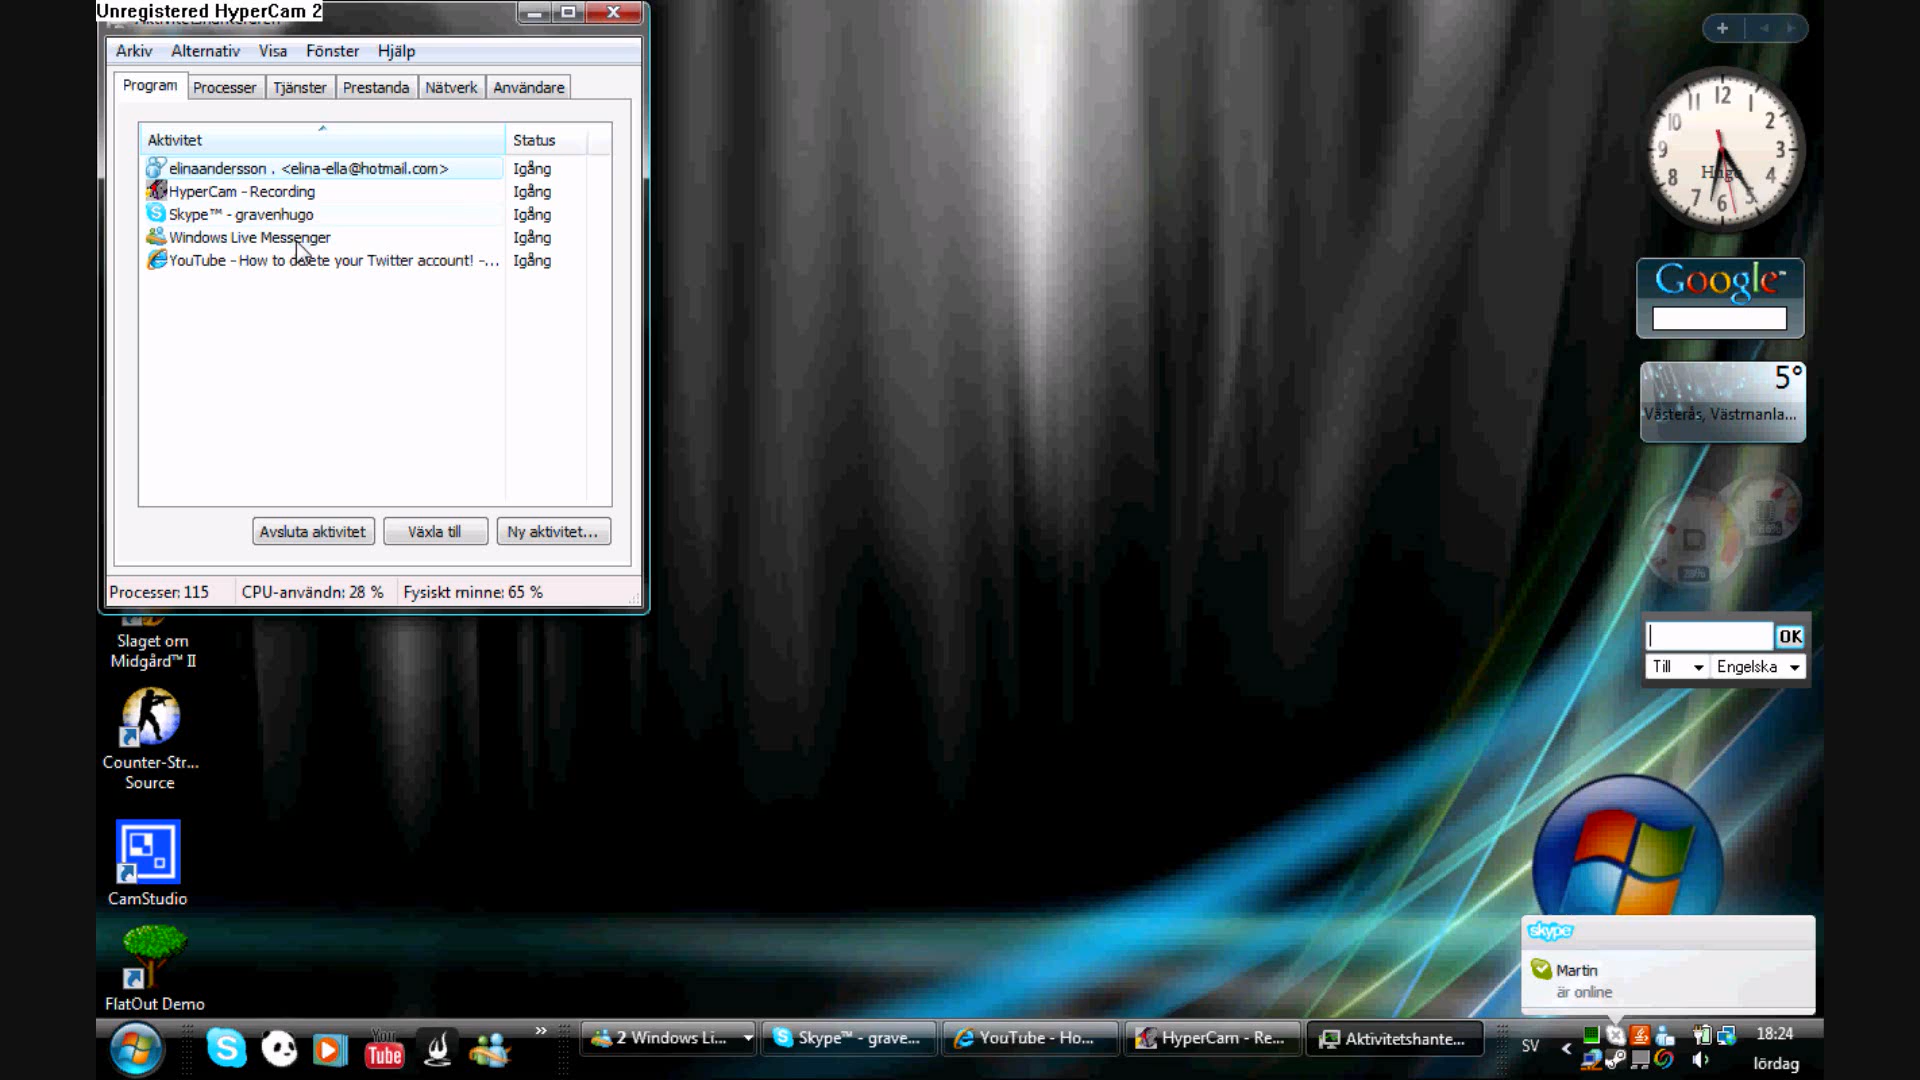 Unregistered HyperCam 2
Arkiv Alternativ Visa Fönster Hjälp
Program Processer Tjänster Prestanda Nätverk Användare
Aktivitet Status
elinaandersson . <elina-ella@hotmail.com> Igång
HyperCam - Recording Igång
Skype™ - gravenhugo Igång
Windows Live Messenger Igång
YouTube - How to delete your Twitter account! -... Igång
Avsluta aktivitet Växla till Ny aktivitet...
Processer: 115 CPU-användn: 28 % Fysiskt minne: 65 %
12 1 2 3 4 5 6 7 8 9 10 11
Hugo
Google™
5°
Västerås, Västmanla...
OK
Till Engelska
Slaget om
Midgård™ II
Counter-Str...
Source
CamStudio
FlatOut Demo
skype
Martin
är online
You
Tube
2 Windows Li...
Skype™ - grave...
YouTube - Ho...
HyperCam - Re...
Aktivitetshante...
SV
18:24
lördag